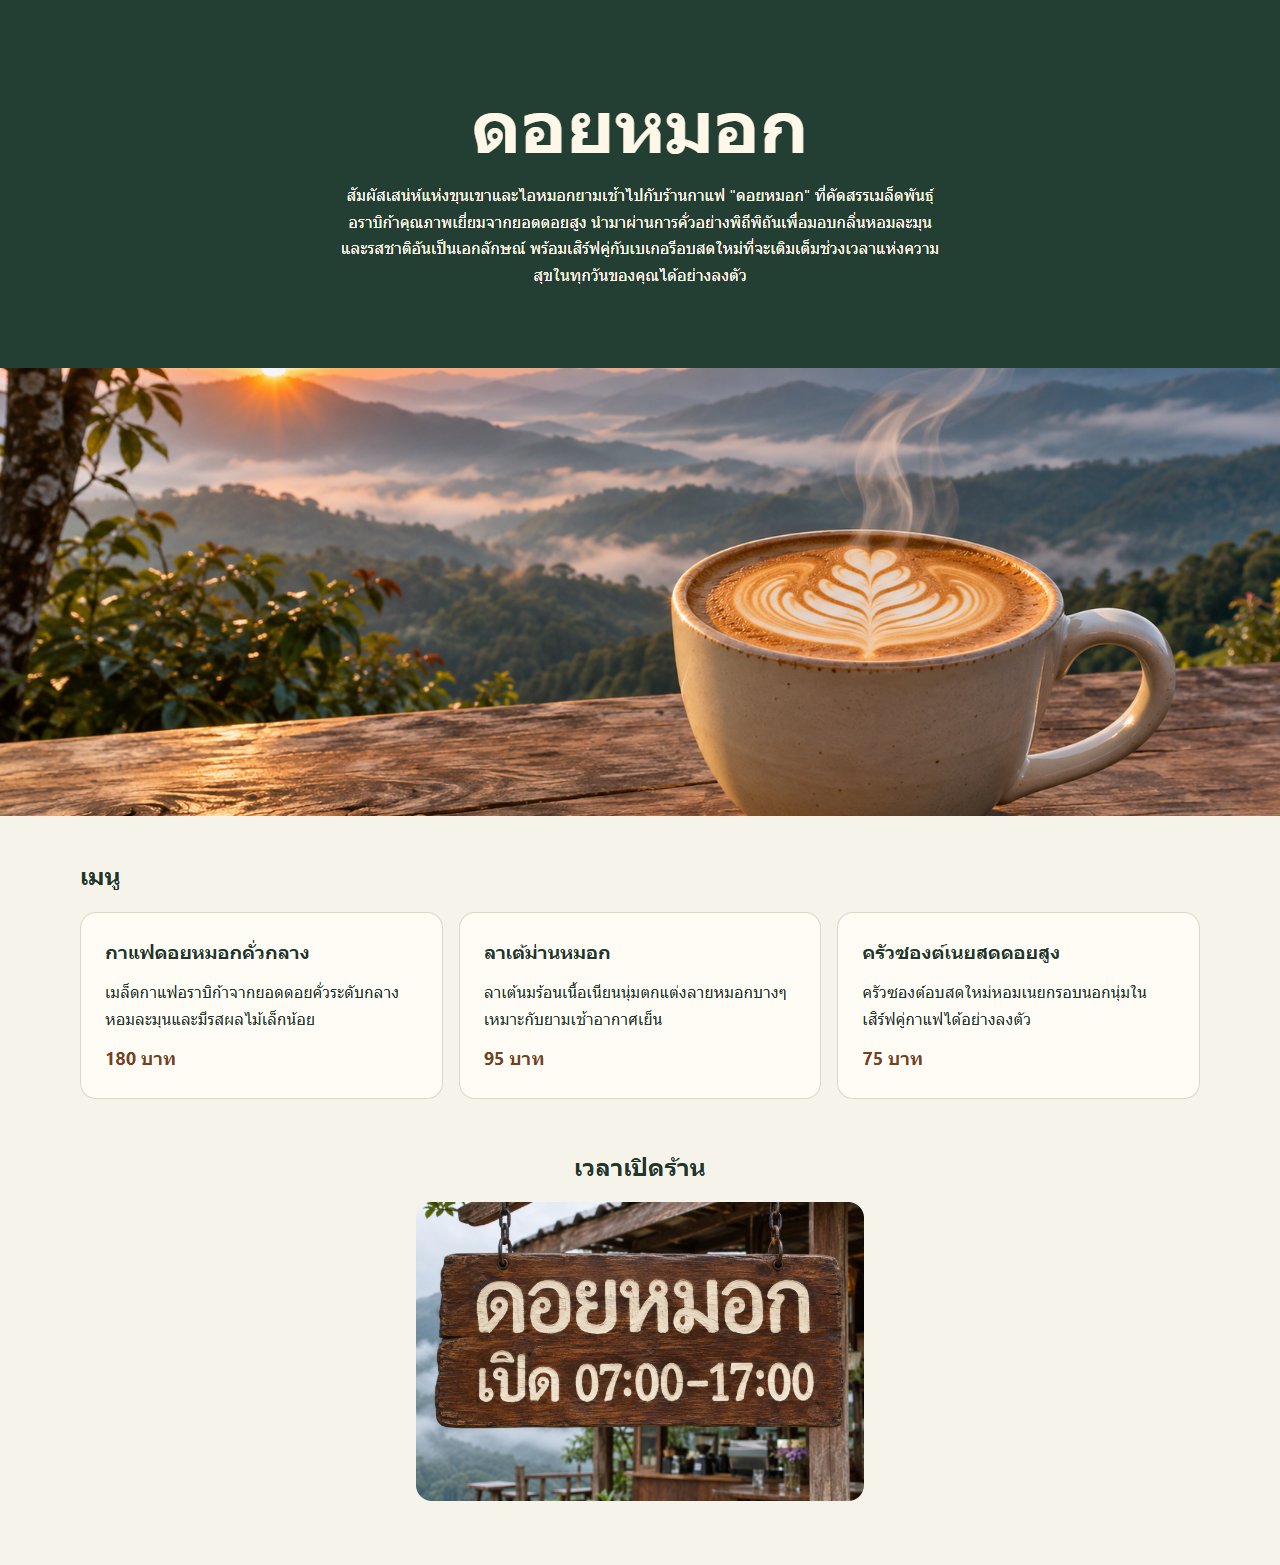 ดอยหมอก
สัมผัสเสน่ห์แห่งขุนเขาและไอหมอกยามเช้าไปกับร้านกาแฟ "ดอยหมอก" ที่คัดสรรเมล็ดพันธุ์
อราบิก้าคุณภาพเยี่ยมจากยอดดอยสูง นำมาผ่านการคั่วอย่างพิถีพิถันเพื่อมอบกลิ่นหอมละมุน
และรสชาติอันเป็นเอกลักษณ์ พร้อมเสิร์ฟคู่กับเบเกอรีอบสดใหม่ที่จะเติมเต็มช่วงเวลาแห่งความ
สุขในทุกวันของคุณได้อย่างลงตัว
เมนู
กาแฟดอยหมอกคั่วกลาง
เมล็ดกาแฟอราบิก้าจากยอดดอยคั่วระดับกลาง
หอมละมุนและมีรสผลไม้เล็กน้อย
180 บาท
ลาเต้ม่านหมอก
ลาเต้นมร้อนเนื้อเนียนนุ่มตกแต่งลายหมอกบางๆ
เหมาะกับยามเช้าอากาศเย็น
95 บาท
ครัวซองต์เนยสดดอยสูง
ครัวซองต์อบสดใหม่หอมเนยกรอบนอกนุ่มใน
เสิร์ฟคู่กาแฟได้อย่างลงตัว
75 บาท
เวลาเปิดร้าน
ดอยหมอก
เปิด 07:00-17:00